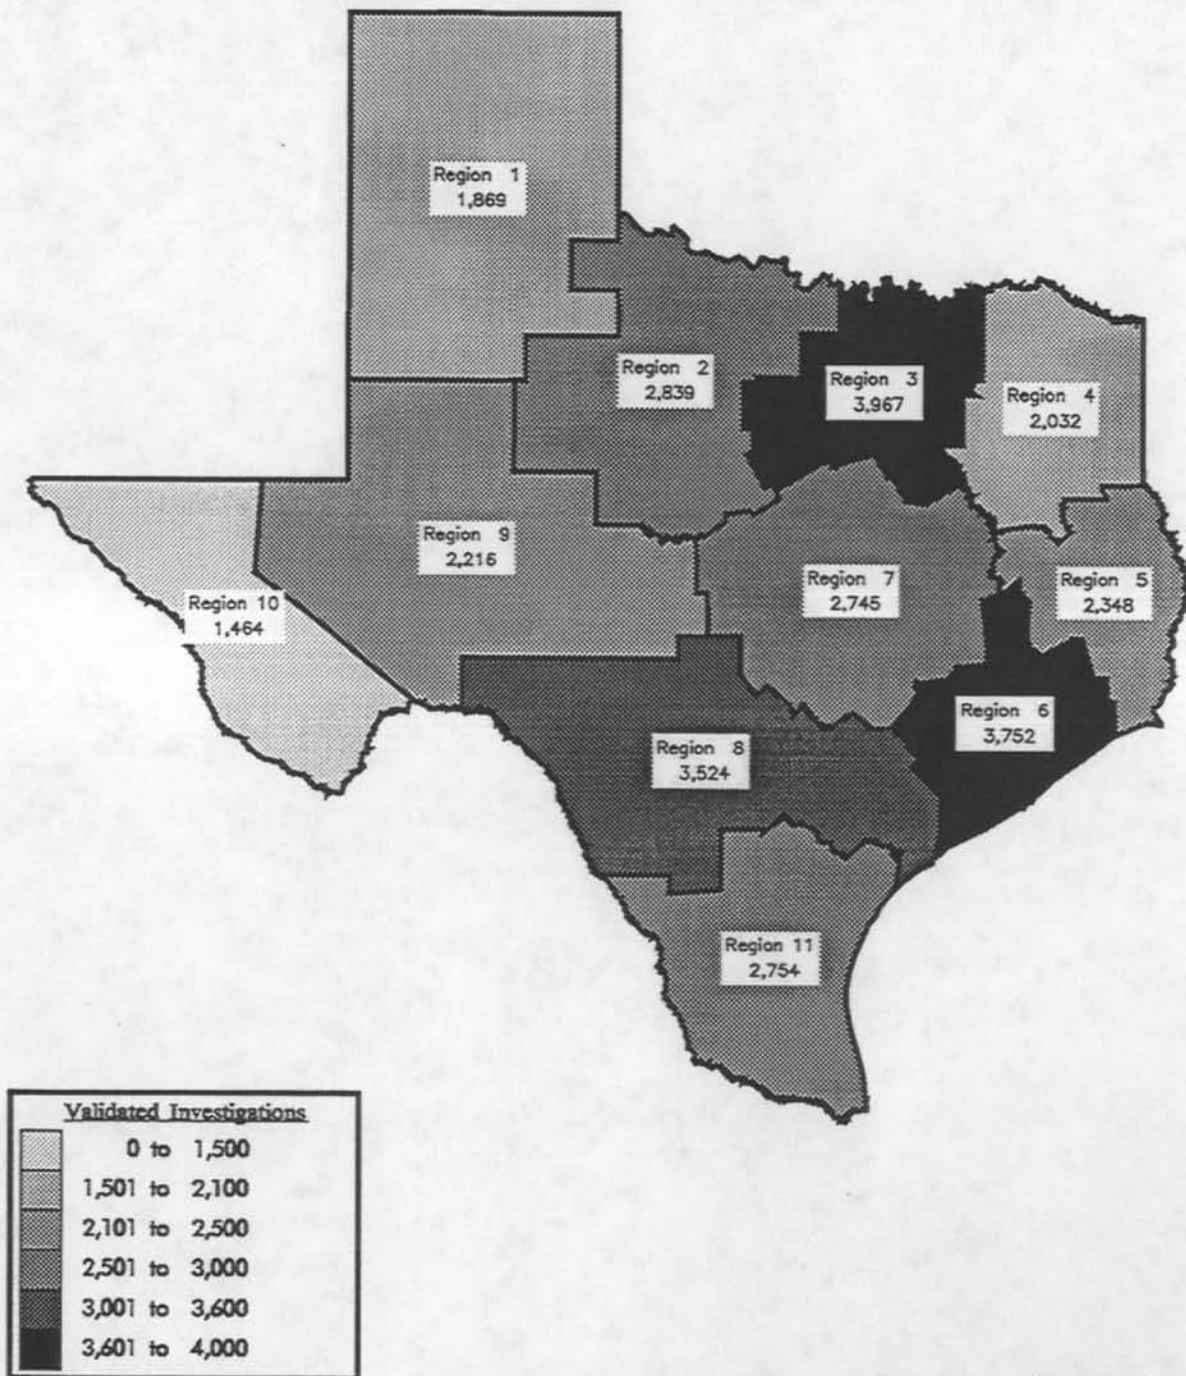 Region 1
1,869
Region 2
2,839
Region 3
3,967
Region 4
2,032
Region 9
2,216
Region 7
2,745
Region 5
2,348
Region 10
1,464
Region 6
3,752
Region 8
3,524
Region 11
2,754
Validated Investigations
0 to 1,500
1,501 to 2,100
2,101 to 2,500
2,501 to 3,000
3,001 to 3,600
3,601 to 4,000